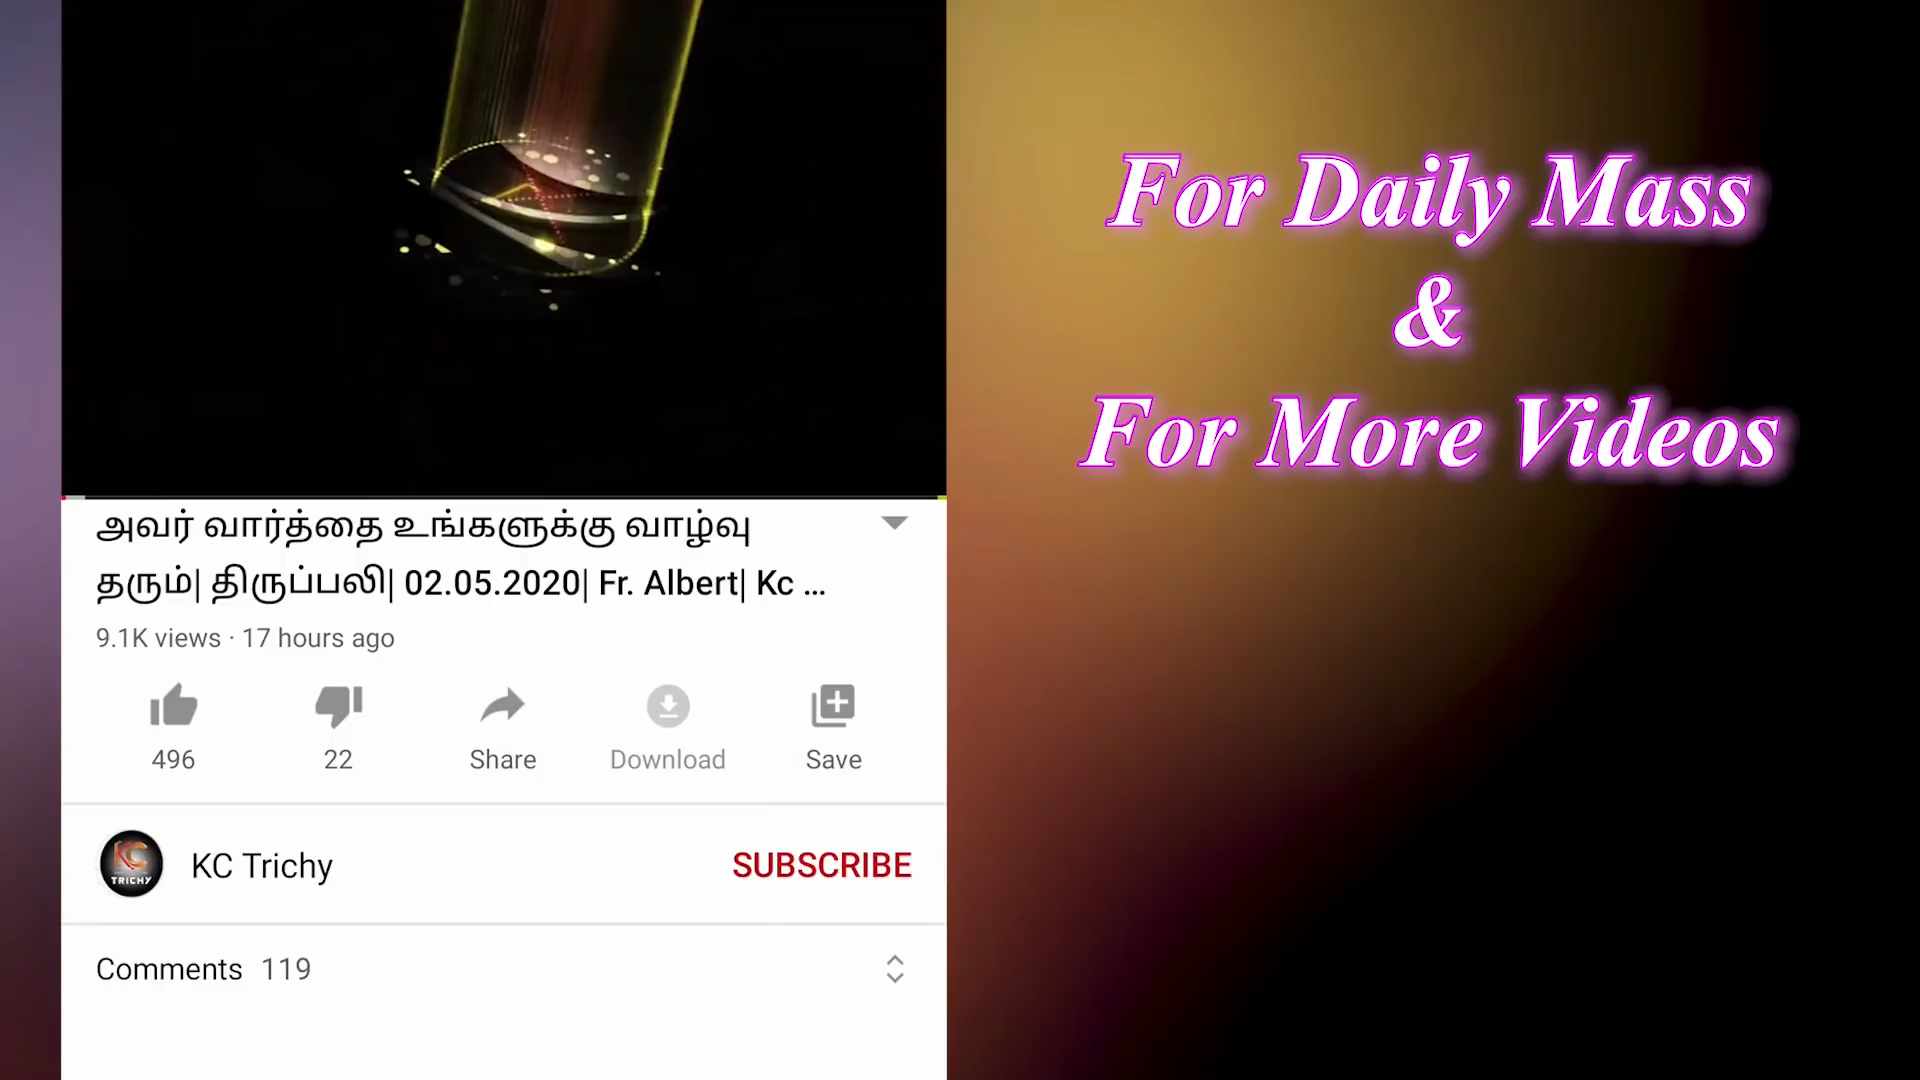 அவர் வார்த்தை உங்களுக்கு வாழ்வு
தரும்| திருப்பலி| 02.05.2020| Fr. Albert| Kc ...
9.1K views · 17 hours ago
496
22
Share
Download
Save
KC
TRICHY
KC Trichy
SUBSCRIBE
Comments 119
For Daily Mass
&
For More Videos